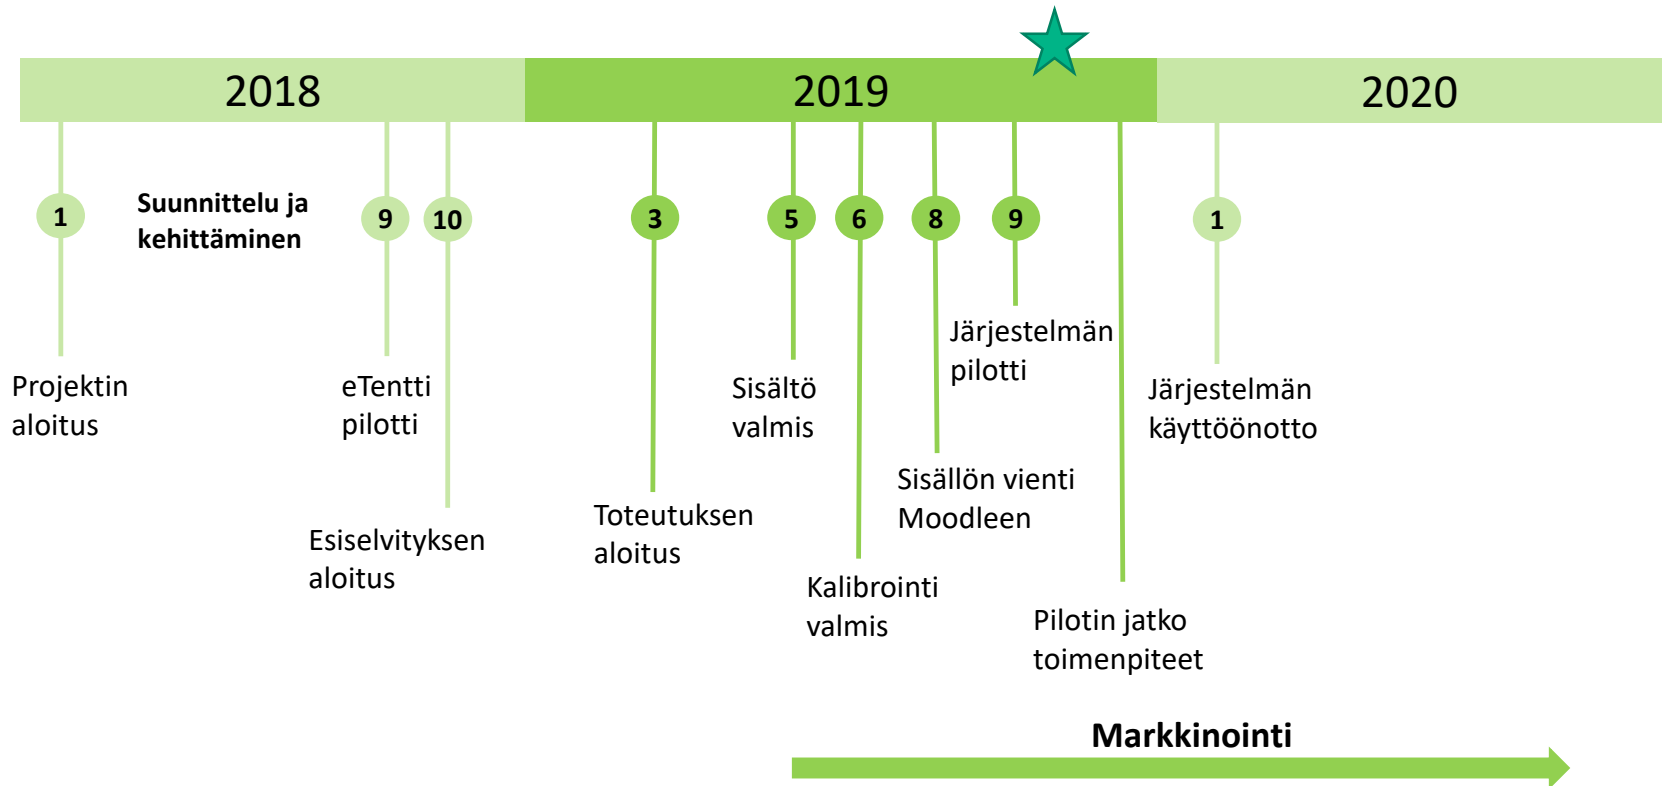 2018
2019
2020
1
Suunnittelu ja
kehittäminen
9
10
3
5
6
8
9
1
Projektin
aloitus
eTentti
pilotti
Esiselvityksen
aloitus
Toteutuksen
aloitus
Sisältö
valmis
Kalibrointi
valmis
Sisällön vienti
Moodleen
Järjestelmän
pilotti
Pilotin jatko
toimenpiteet
Järjestelmän
käyttöönotto
Markkinointi